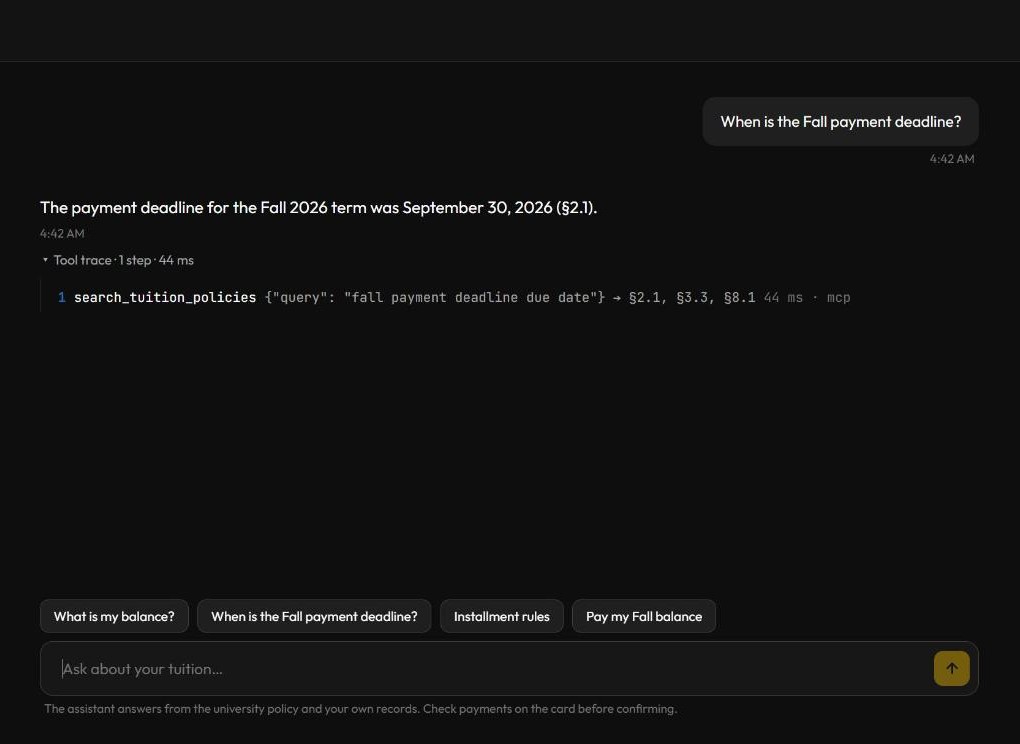 When is the Fall payment deadline?
4:42 AM
The payment deadline for the Fall 2026 term was September 30, 2026 (§2.1).
4:42 AM
▾ Tool trace · 1 step · 44 ms
1 search_tuition_policies {"query": "fall payment deadline due date"} → §2.1, §3.3, §8.1 44 ms · mcp
What is my balance? When is the Fall payment deadline? Installment rules Pay my Fall balance
Ask about your tuition...
The assistant answers from the university policy and your own records. Check payments on the card before confirming.